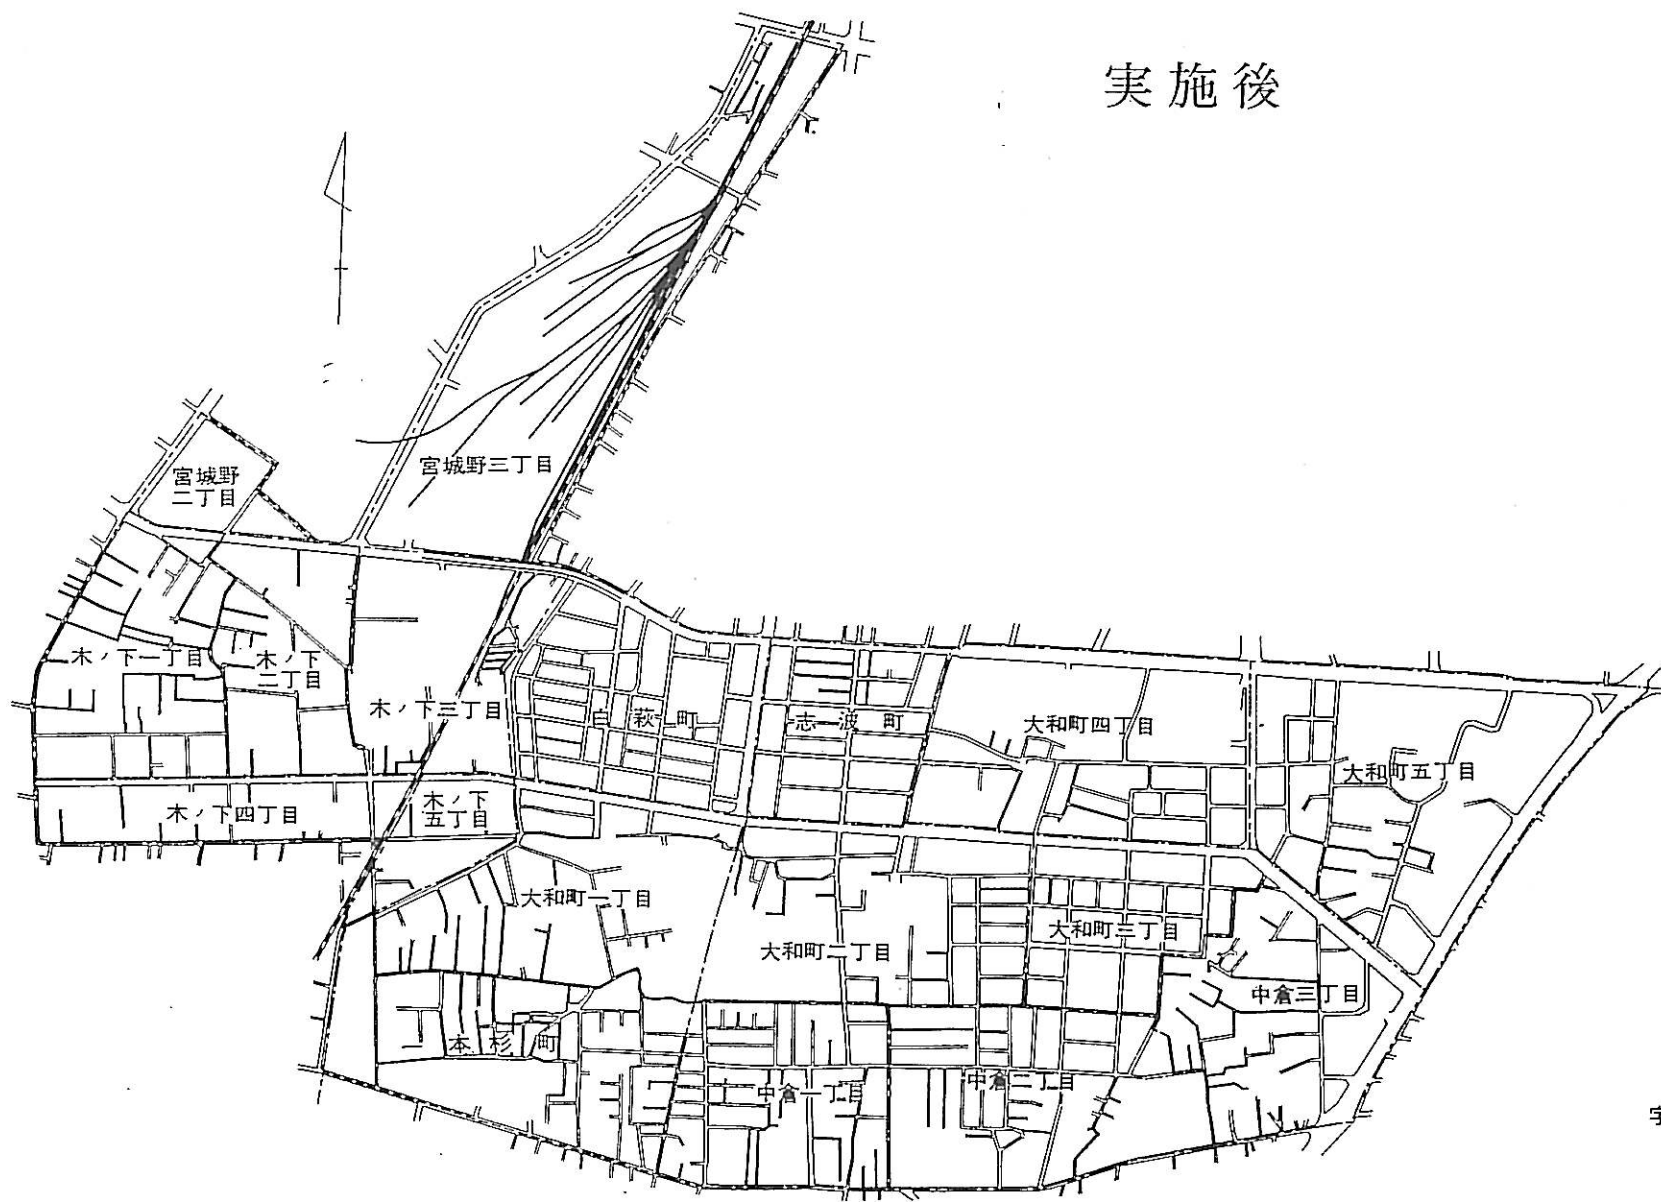 実施後
宮城野三丁目
宮城野
二丁目
木ノ下一丁目
木ノ下
二丁目
木ノ下三丁目
白萩町
志波町
大和町四丁目
大和町五丁目
木ノ下四丁目
木ノ下
五丁目
大和町一丁目
大和町二丁目
大和町三丁目
中倉三丁目
本杉町
中倉一丁目
中倉二丁目